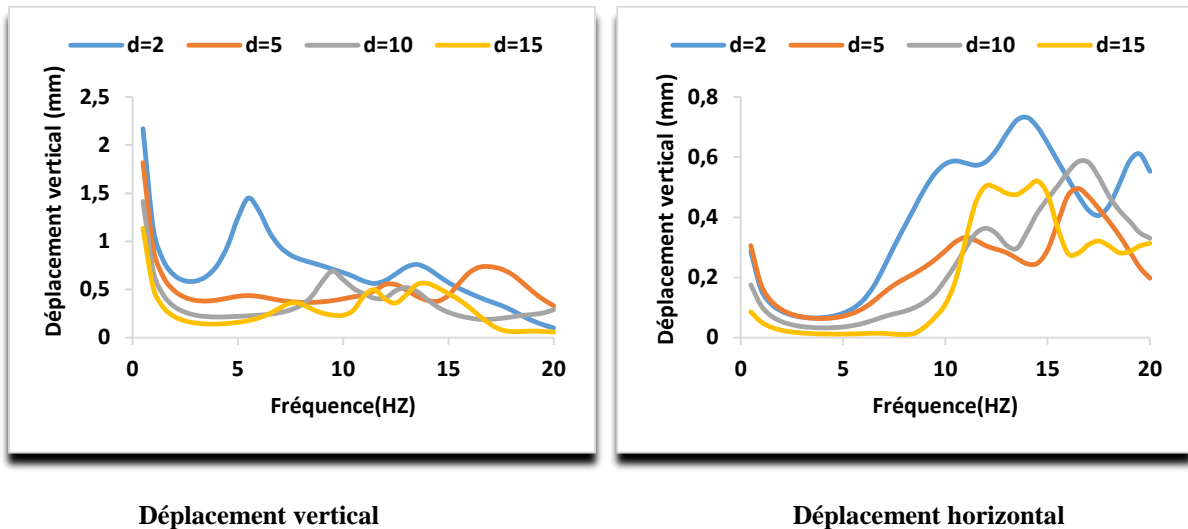 d=2 d=5 d=10 d=15
Déplacement vertical (mm)
2,5
2
1,5
1
0,5
0
0 5 10 15 20
Fréquence(HZ)
d=2 d=5 d=10 d=15
Déplacement vertical (mm)
0,8
0,6
0,4
0,2
0
0 5 10 15 20
Fréquence(HZ)
Déplacement vertical Déplacement horizontal